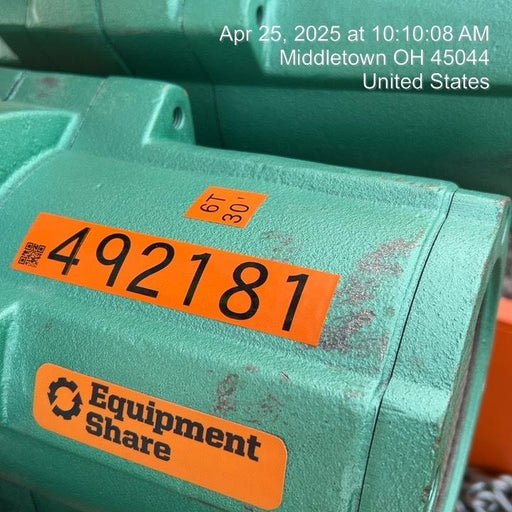 Apr 25, 2025 at 10:10:08 AM
Middletown OH 45044
United States
6T
30'
492181
Equipment
Share